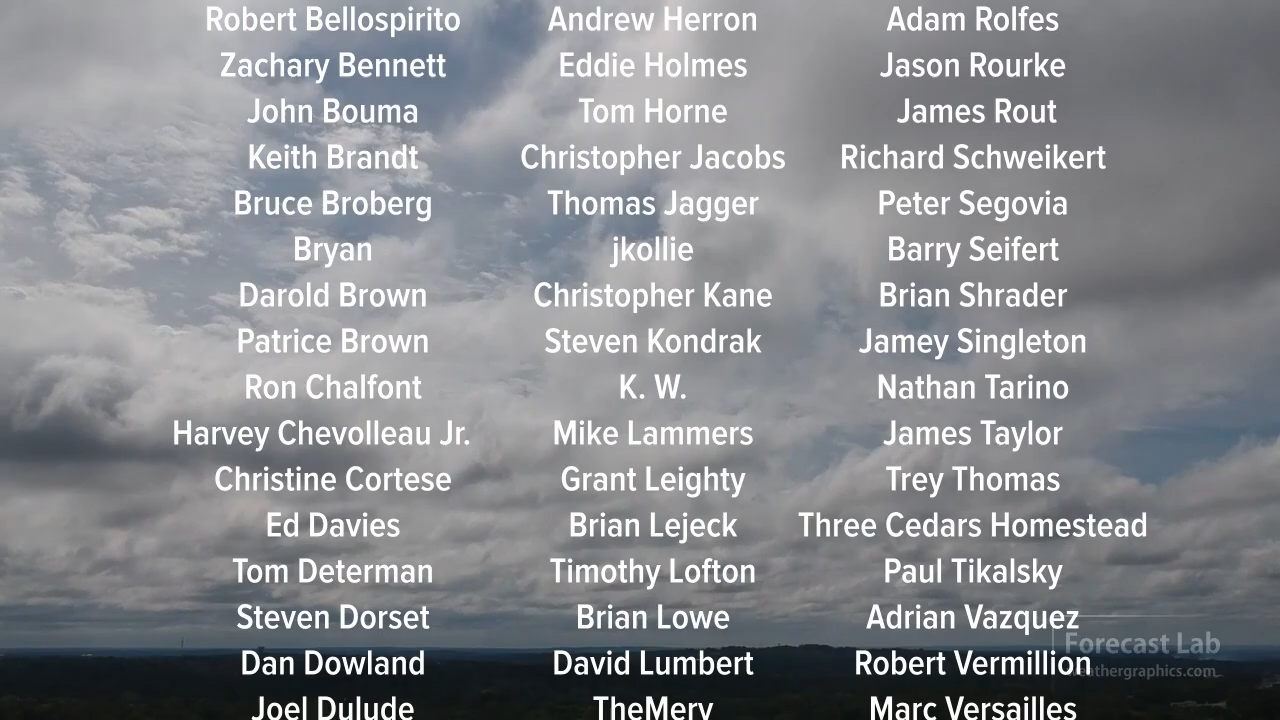 Robert Bellospirito
Zachary Bennett
John Bouma
Keith Brandt
Bruce Broberg
Bryan
Darold Brown
Patrice Brown
Ron Chalfont
Harvey Chevolleau Jr.
Christine Cortese
Ed Davies
Tom Determan
Steven Dorset
Dan Dowland
Joel Dulude
Andrew Herron
Eddie Holmes
Tom Horne
Christopher Jacobs
Thomas Jagger
jkollie
Christopher Kane
Steven Kondrak
K. W.
Mike Lammers
Grant Leighty
Brian Lejeck
Timothy Lofton
Brian Lowe
David Lumbert
TheMerv
Adam Rolfes
Jason Rourke
James Rout
Richard Schweikert
Peter Segovia
Barry Seifert
Brian Shrader
Jamey Singleton
Nathan Tarino
James Taylor
Trey Thomas
Three Cedars Homestead
Paul Tikalsky
Adrian Vazquez
Robert Vermillion
Marc Versailles
Forecast Lab
weathergraphics.com